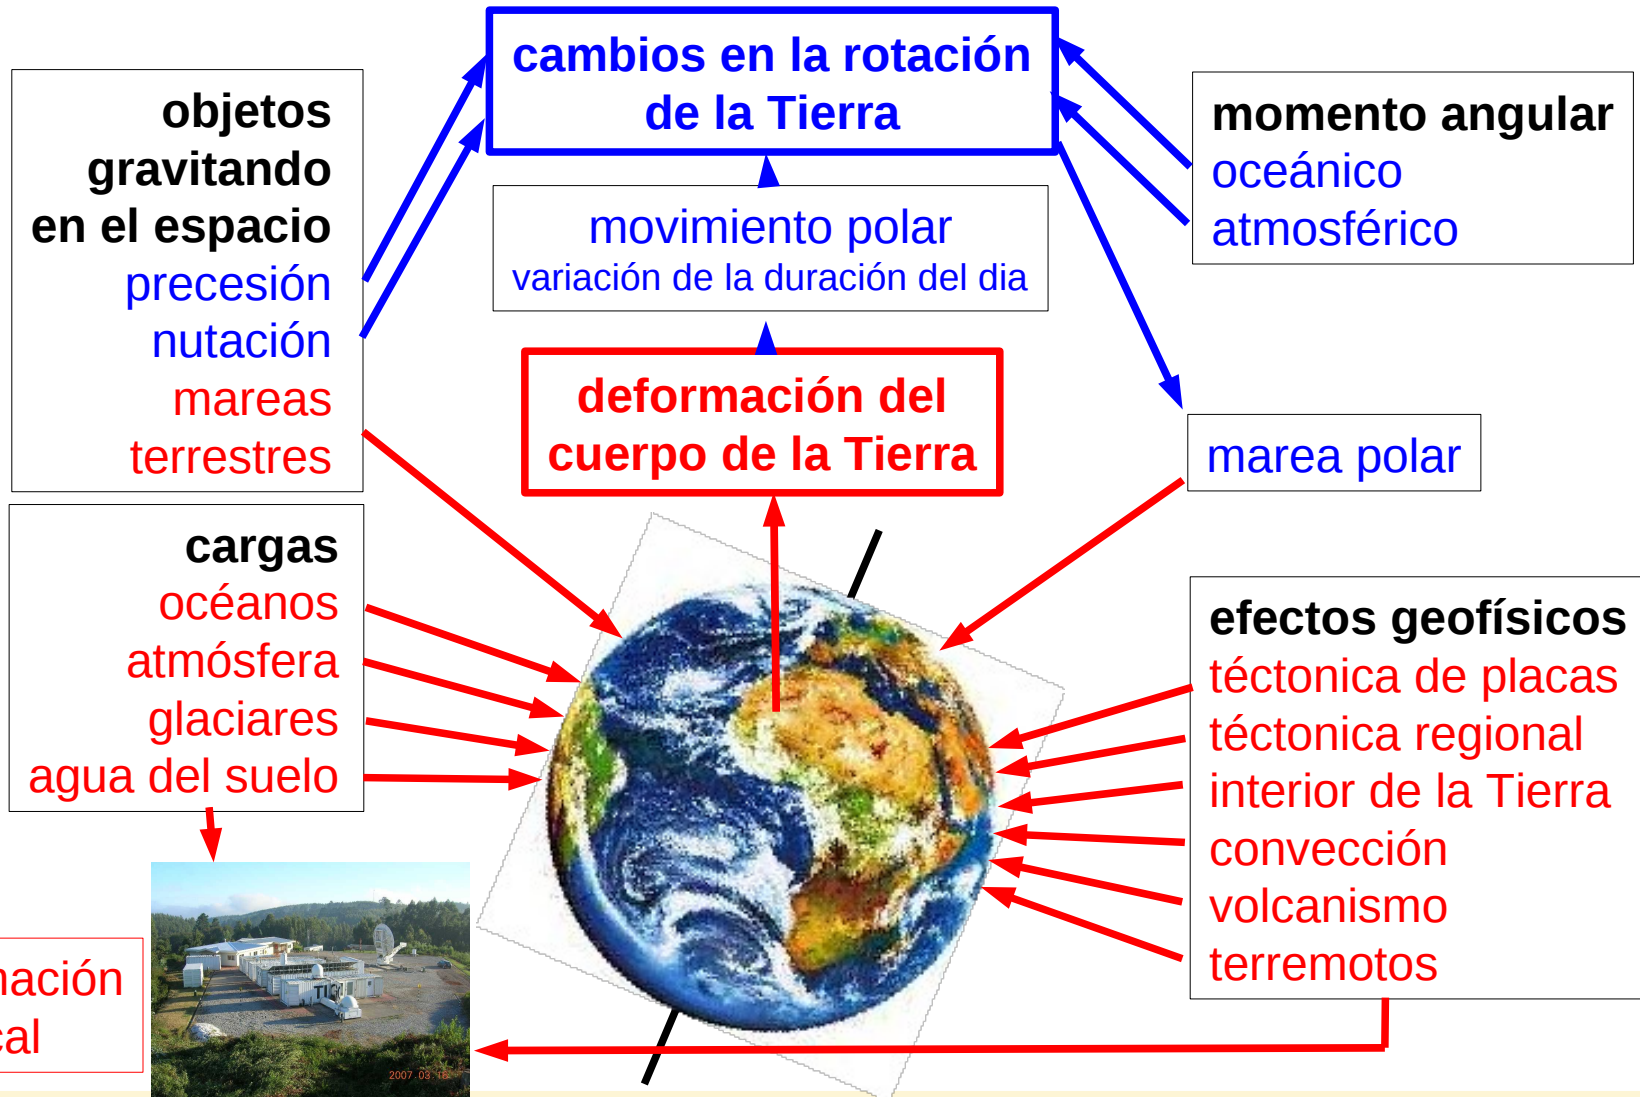 cambios en la rotación
de la Tierra
objetos
gravitando
en el espacio
precesión
nutación
mareas
terrestres
momento angular
oceánico
atmosférico
movimiento polar
variación de la duración del dia
deformación del
cuerpo de la Tierra
marea polar
cargas
océanos
atmósfera
glaciares
agua del suelo
efectos geofísicos
téctonica de placas
téctonica regional
interior de la Tierra
convección
volcanismo
terremotos